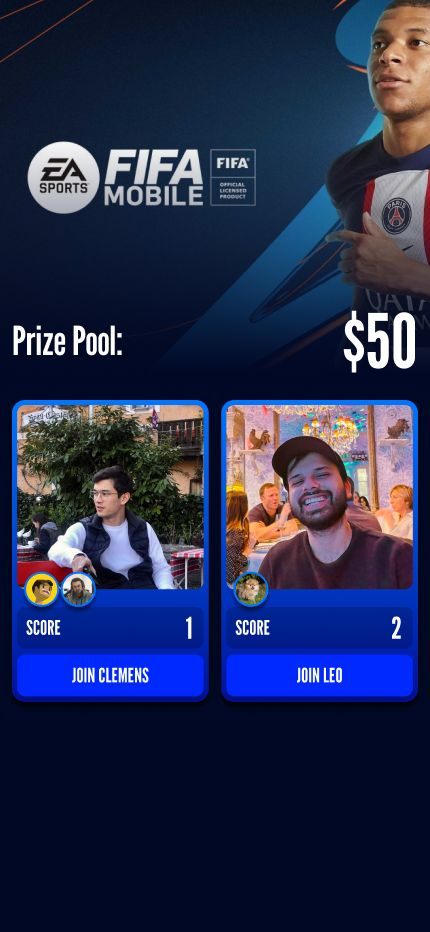 EA
SPORTS
FIFA
MOBILE
FIFA
OFFICIAL
LICENSED
PRODUCT
PARIS
Prize Pool:
$50
SCORE
1
SCORE
2
JOIN CLEMENS
JOIN LEO